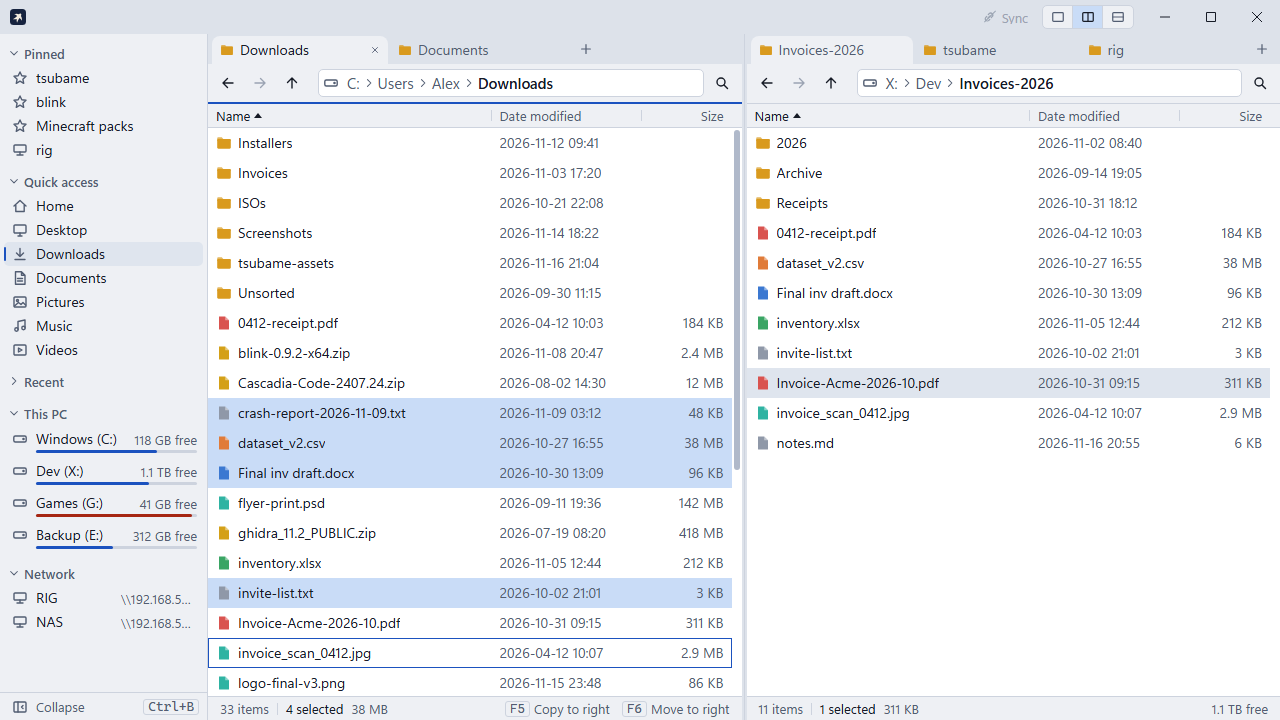 Sync
Pinned
tsubame
blink
Minecraft packs
rig
Quick access
Home
Desktop
Downloads
Documents
Pictures
Music
Videos
Recent
This PC
Windows (C:) 118 GB free
Dev (X:) 1.1 TB free
Games (G:) 41 GB free
Backup (E:) 312 GB free
Network
RIG \\192.168.5...
NAS \\192.168.5...
Collapse Ctrl+B
Downloads Documents
C: Users Alex Downloads
Name Date modified Size
Installers 2026-11-12 09:41
Invoices 2026-11-03 17:20
ISOs 2026-10-21 22:08
Screenshots 2026-11-14 18:22
tsubame-assets 2026-11-16 21:04
Unsorted 2026-09-30 11:15
0412-receipt.pdf 2026-04-12 10:03 184 KB
blink-0.9.2-x64.zip 2026-11-08 20:47 2.4 MB
Cascadia-Code-2407.24.zip 2026-08-02 14:30 12 MB
crash-report-2026-11-09.txt 2026-11-09 03:12 48 KB
dataset_v2.csv 2026-10-27 16:55 38 MB
Final inv draft.docx 2026-10-30 13:09 96 KB
flyer-print.psd 2026-09-11 19:36 142 MB
ghidra_11.2_PUBLIC.zip 2026-07-19 08:20 418 MB
inventory.xlsx 2026-11-05 12:44 212 KB
invite-list.txt 2026-10-02 21:01 3 KB
Invoice-Acme-2026-10.pdf 2026-10-31 09:15 311 KB
invoice_scan_0412.jpg 2026-04-12 10:07 2.9 MB
logo-final-v3.png 2026-11-15 23:48 86 KB
33 items 4 selected 38 MB F5 Copy to right F6 Move to right
Invoices-2026 tsubame rig
X: Dev Invoices-2026
Name Date modified Size
2026 2026-11-02 08:40
Archive 2026-09-14 19:05
Receipts 2026-10-31 18:12
0412-receipt.pdf 2026-04-12 10:03 184 KB
dataset_v2.csv 2026-10-27 16:55 38 MB
Final inv draft.docx 2026-10-30 13:09 96 KB
inventory.xlsx 2026-11-05 12:44 212 KB
invite-list.txt 2026-10-02 21:01 3 KB
Invoice-Acme-2026-10.pdf 2026-10-31 09:15 311 KB
invoice_scan_0412.jpg 2026-04-12 10:07 2.9 MB
notes.md 2026-11-16 20:55 6 KB
11 items 1 selected 311 KB 1.1 TB free